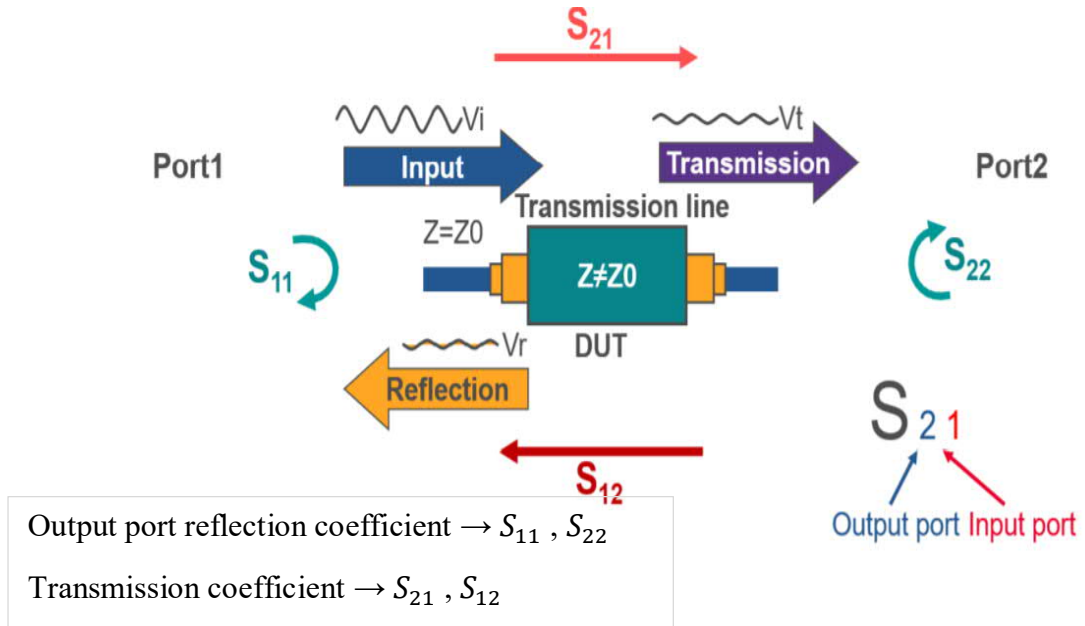 S21
Vi
Vt
Port1
Input
Transmission
Port2
Transmission line
Z=Z0
S11
Z≠Z0
S22
Vr
DUT
Reflection
S21
S12
Output port Input port
Output port reflection coefficient → S11 , S22
Transmission coefficient → S21 , S12